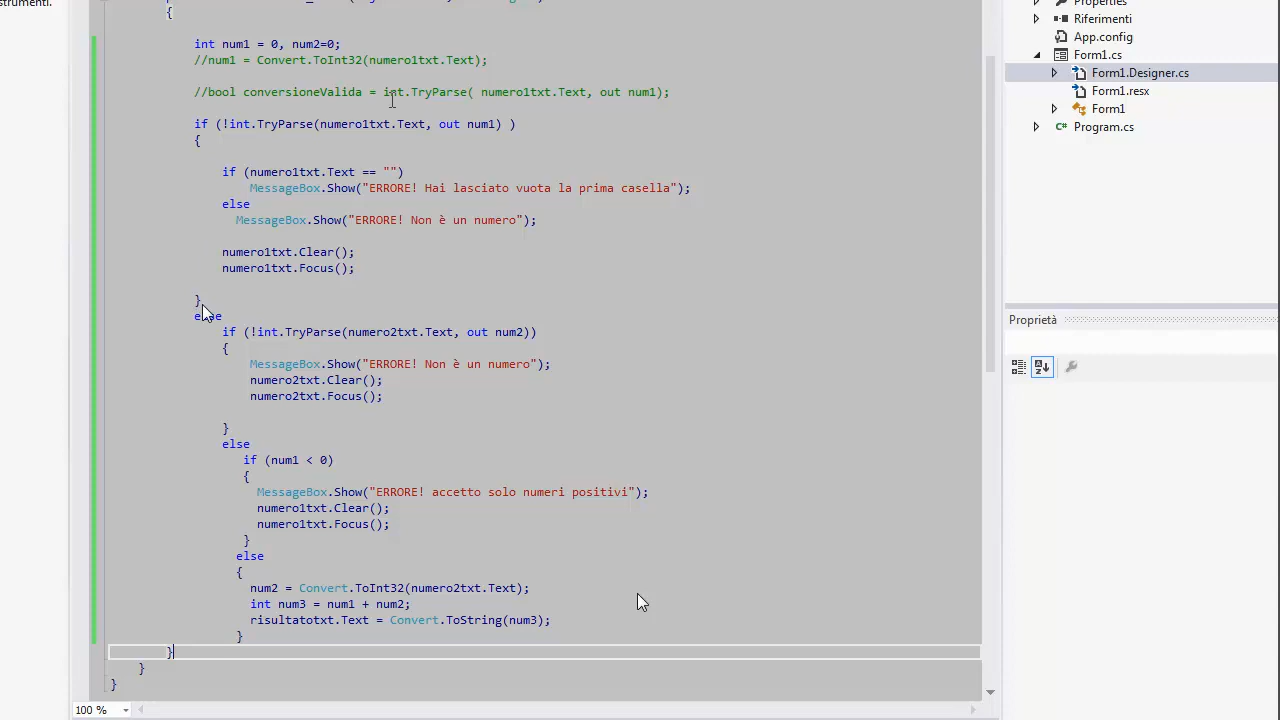 strumenti.
{
int num1 = 0, num2=0;
//num1 = Convert.ToInt32(numero1txt.Text);
//bool conversioneValida = int.TryParse( numero1txt.Text, out num1);
if (!int.TryParse(numero1txt.Text, out num1) )
{
if (numero1txt.Text == "")
MessageBox.Show("ERRORE! Hai lasciato vuota la prima casella");
else
MessageBox.Show("ERRORE! Non è un numero");
numero1txt.Clear();
numero1txt.Focus();
}
else
if (!int.TryParse(numero2txt.Text, out num2))
{
MessageBox.Show("ERRORE! Non è un numero");
numero2txt.Clear();
numero2txt.Focus();
}
else
if (num1 < 0)
{
MessageBox.Show("ERRORE! accetto solo numeri positivi");
numero1txt.Clear();
numero1txt.Focus();
}
else
{
num2 = Convert.ToInt32(numero2txt.Text);
int num3 = num1 + num2;
risultatotxt.Text = Convert.ToString(num3);
}
}
}
}
100 %
Properties
Riferimenti
App.config
Form1.cs
Form1.Designer.cs
Form1.resx
Form1
Program.cs
Proprietà